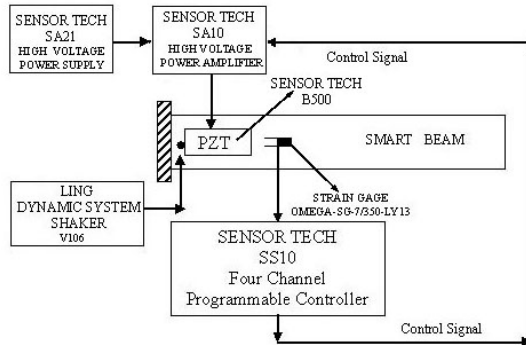 SENSOR TECH
SA21
HIGH VOLTAGE
POWER SUPPLY
SENSOR TECH
SA10
HIGH VOLTAGE
POWER AMPLIFIER
Control Signal
SENSOR TECH
B500
PZT
SMART BEAM
LING
DYNAMIC SYSTEM
SHAKER
V106
STRAIN GAGE
OMEGA-SG-7/350-LY13
SENSOR TECH
SS10
Four Channel
Programmable Controller
Control Signal